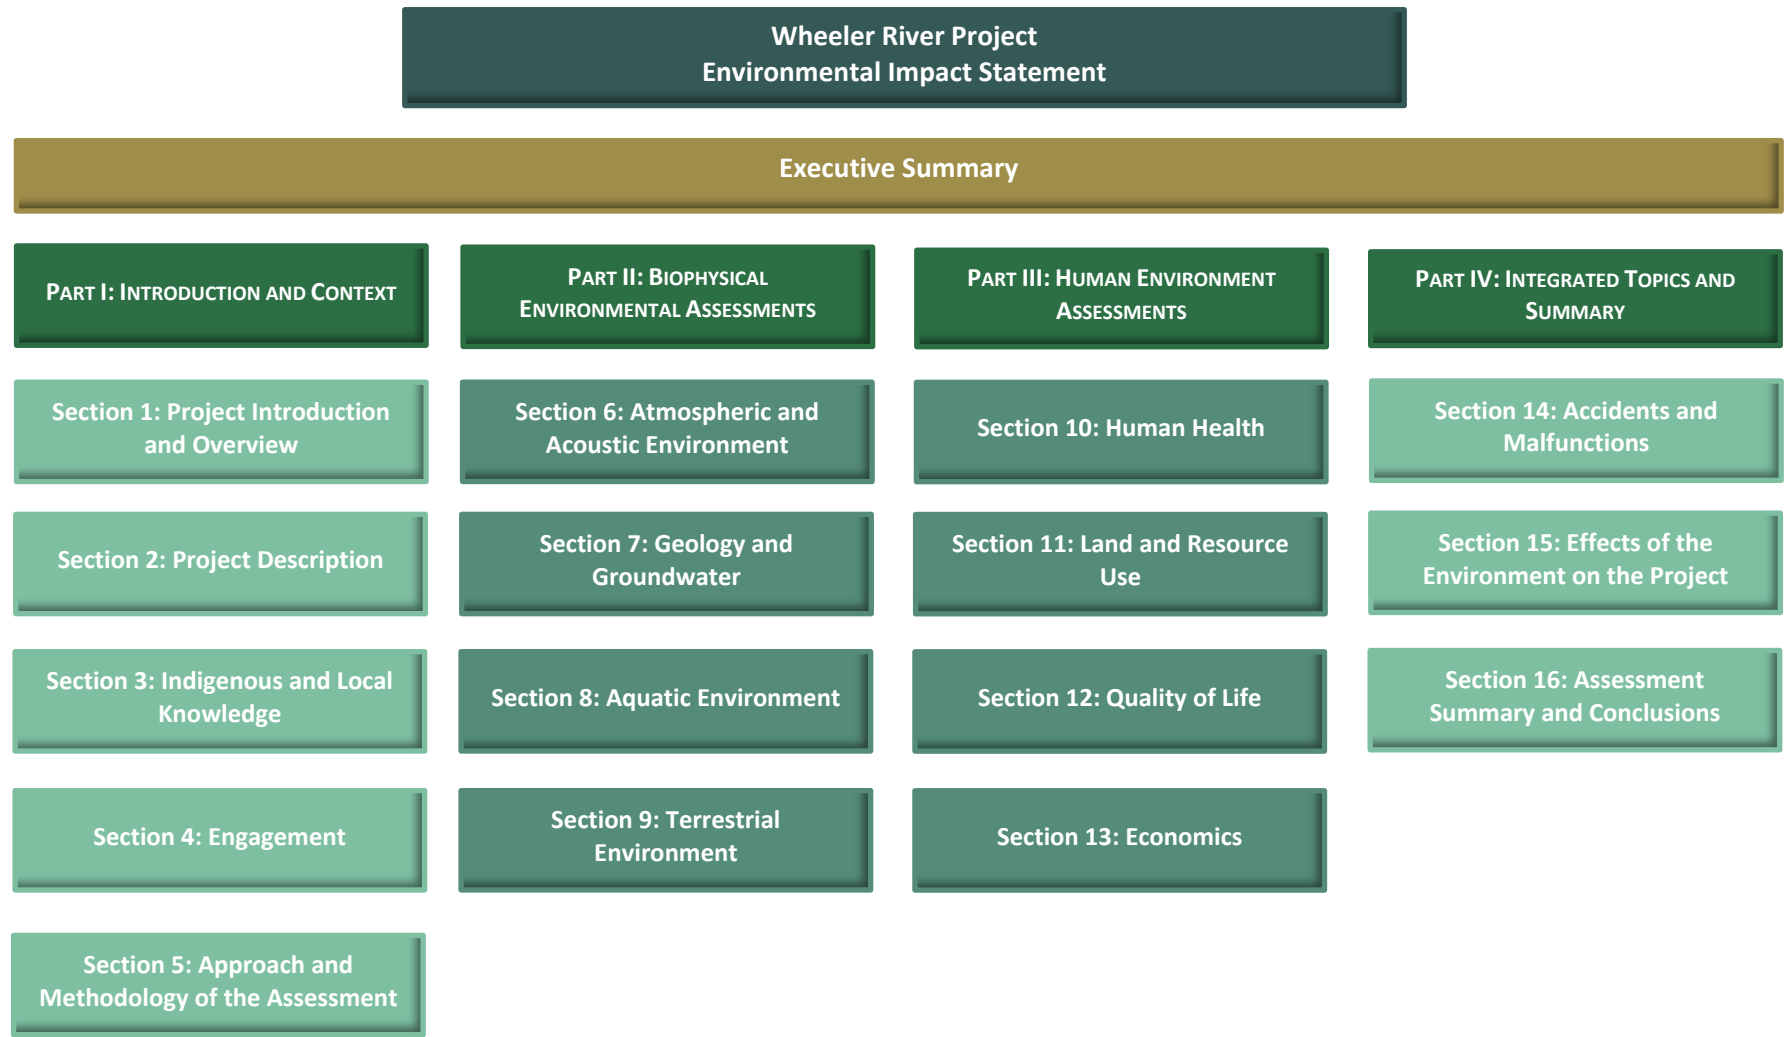 Wheeler River Project
Environmental Impact Statement
Executive Summary
PART I: INTRODUCTION AND CONTEXT
Section 1: Project Introduction
and Overview
Section 2: Project Description
Section 3: Indigenous and Local
Knowledge
Section 4: Engagement
Section 5: Approach and
Methodology of the Assessment
PART II: BIOPHYSICAL
ENVIRONMENTAL ASSESSMENTS
Section 6: Atmospheric and
Acoustic Environment
Section 7: Geology and
Groundwater
Section 8: Aquatic Environment
Section 9: Terrestrial
Environment
PART III: HUMAN ENVIRONMENT
ASSESSMENTS
Section 10: Human Health
Section 11: Land and Resource
Use
Section 12: Quality of Life
Section 13: Economics
PART IV: INTEGRATED TOPICS AND
SUMMARY
Section 14: Accidents and
Malfunctions
Section 15: Effects of the
Environment on the Project
Section 16: Assessment
Summary and Conclusions